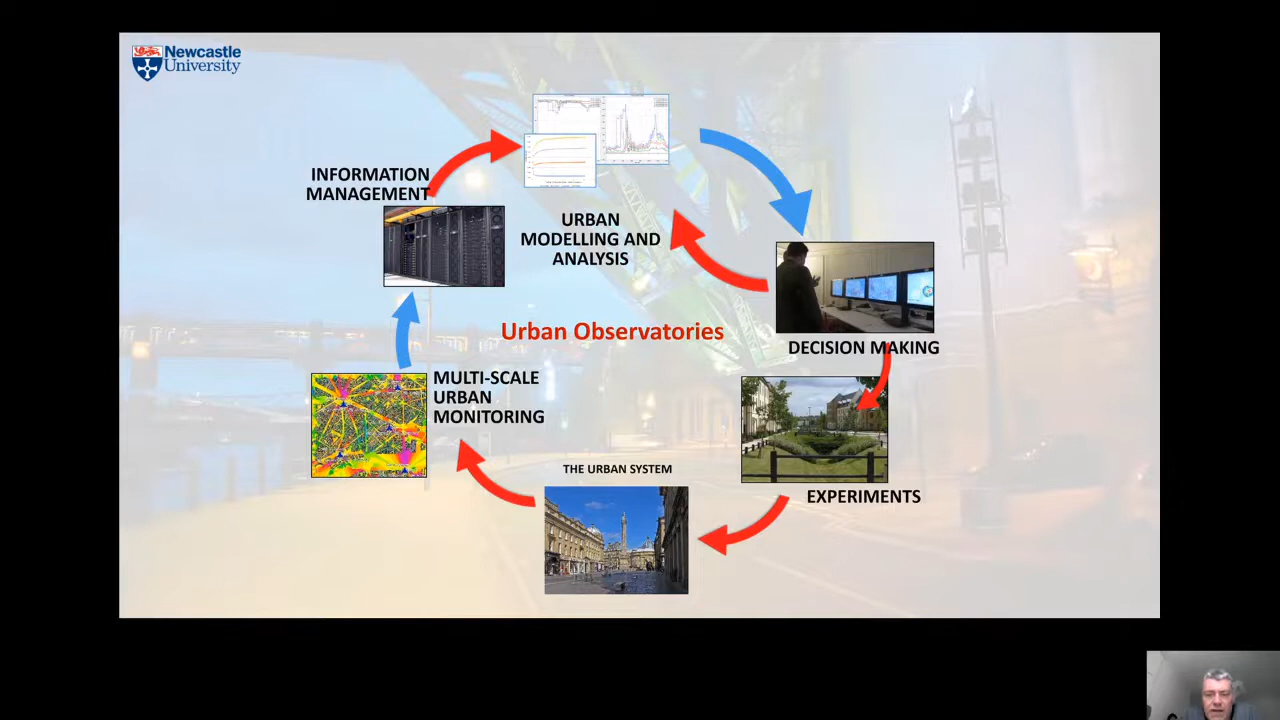 Newcastle
University
INFORMATION
MANAGEMENT
URBAN
MODELLING AND
ANALYSIS
Urban Observatories
DECISION MAKING
MULTI-SCALE
URBAN
MONITORING
THE URBAN SYSTEM
EXPERIMENTS